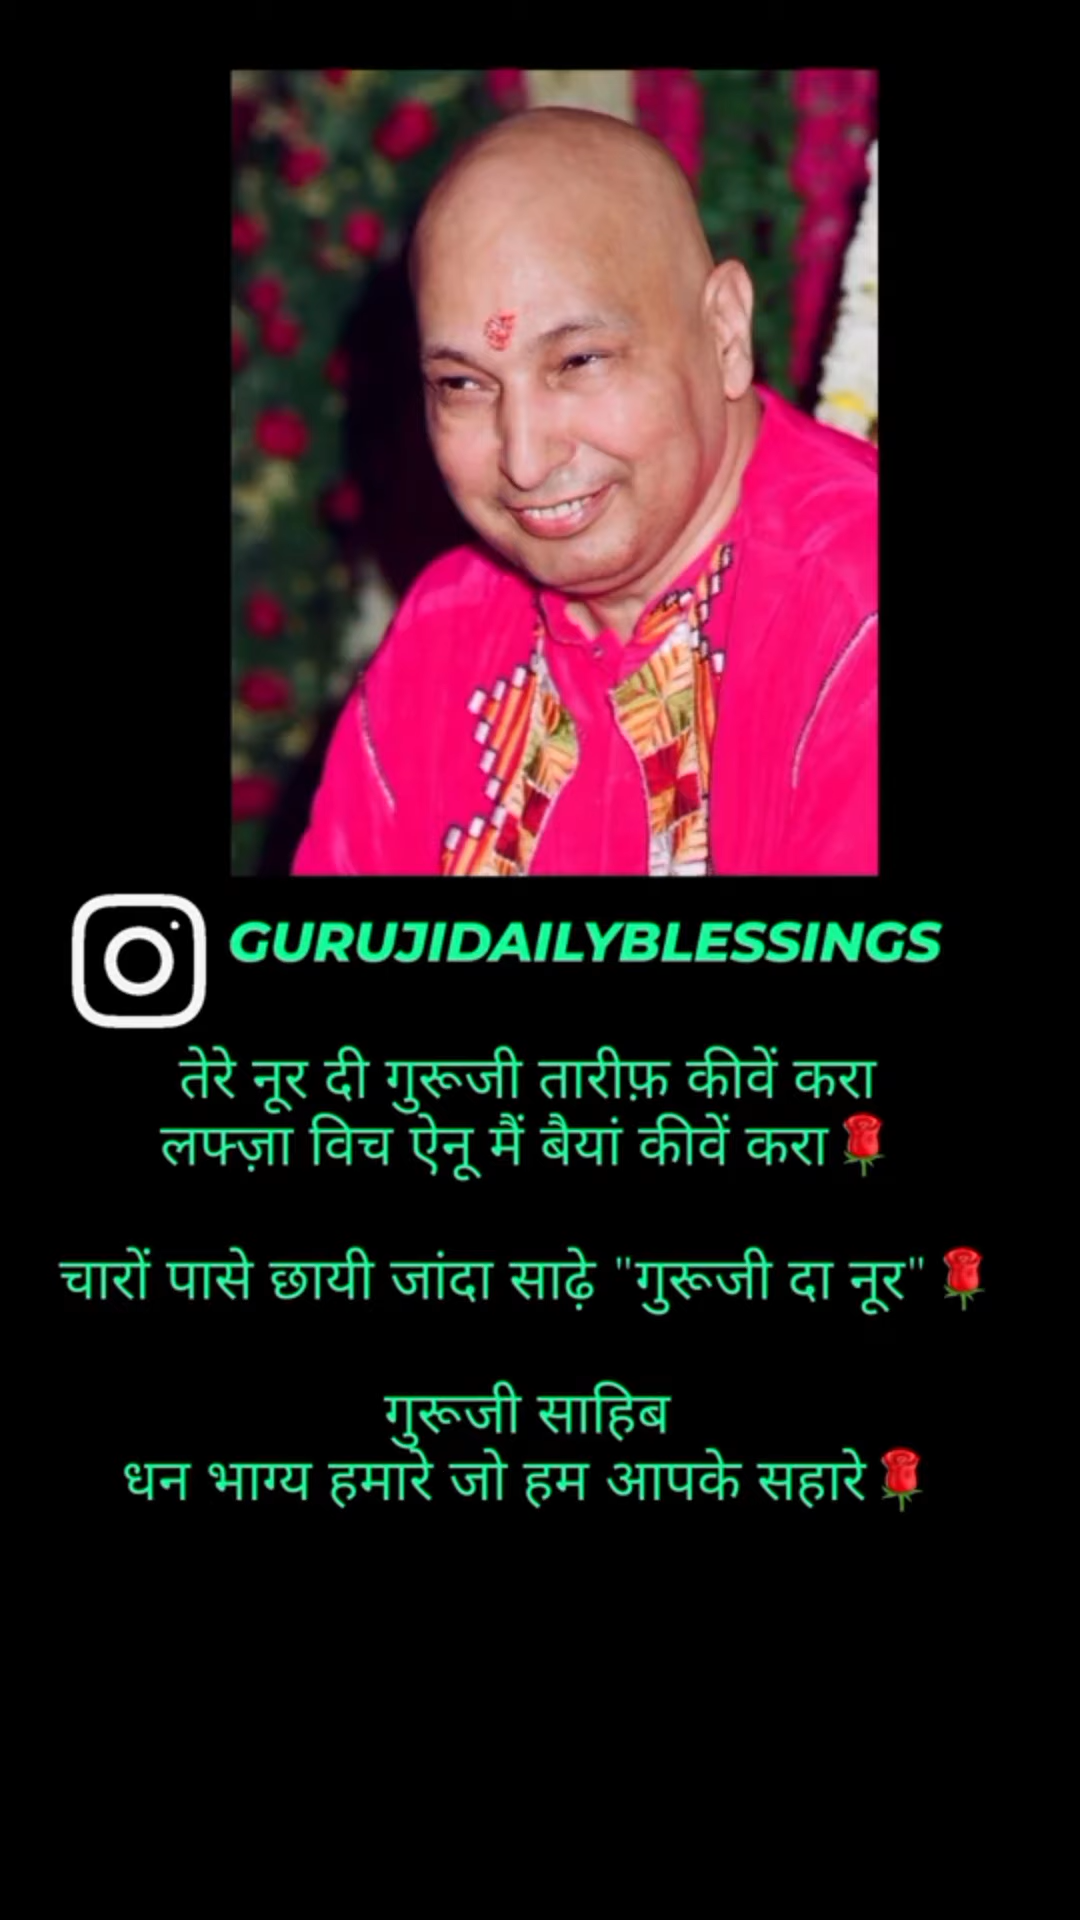 GURUJIDAILYBLESSINGS
तेरे नूर दी गुरूजी तारीफ़ कीवें करा
लफ्ज़ा विच ऐनू मैं बैयां कीवें करा🌹
चारों पासे छायी जांदा साढ़े "गुरूजी दा नूर"🌹
गुरूजी साहिब
धन भाग्य हमारे जो हम आपके सहारे🌹